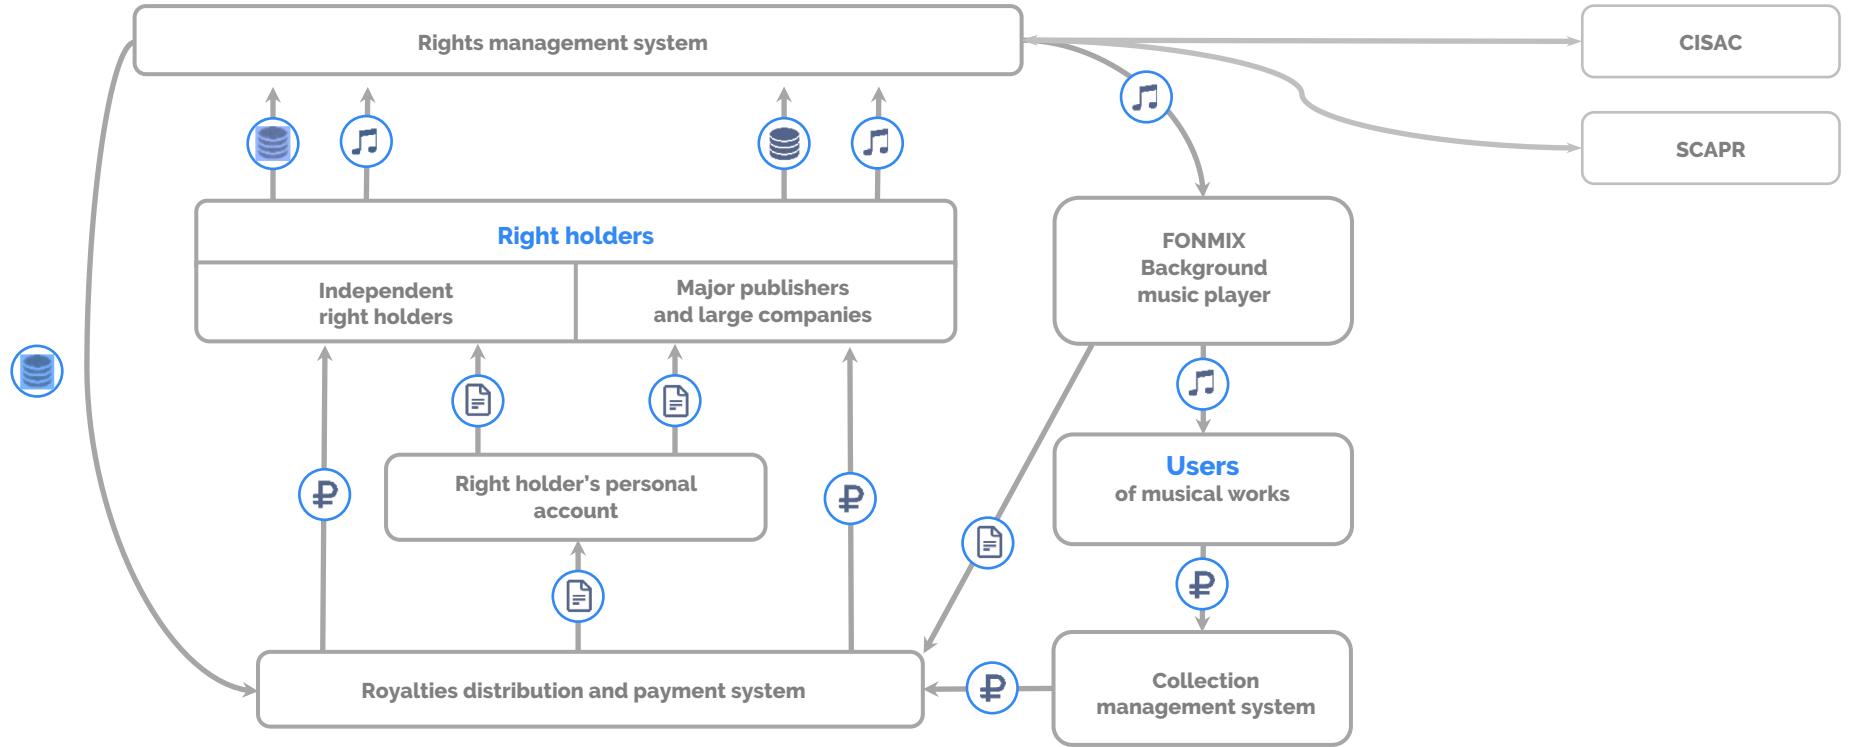 Rights management system
CISAC
SCAPR
Right holders
Independent
right holders
Major publishers
and large companies
FONMIX
Background
music player
Right holder's personal
account
Users
of musical works
Royalties distribution and payment system
Collection
management system